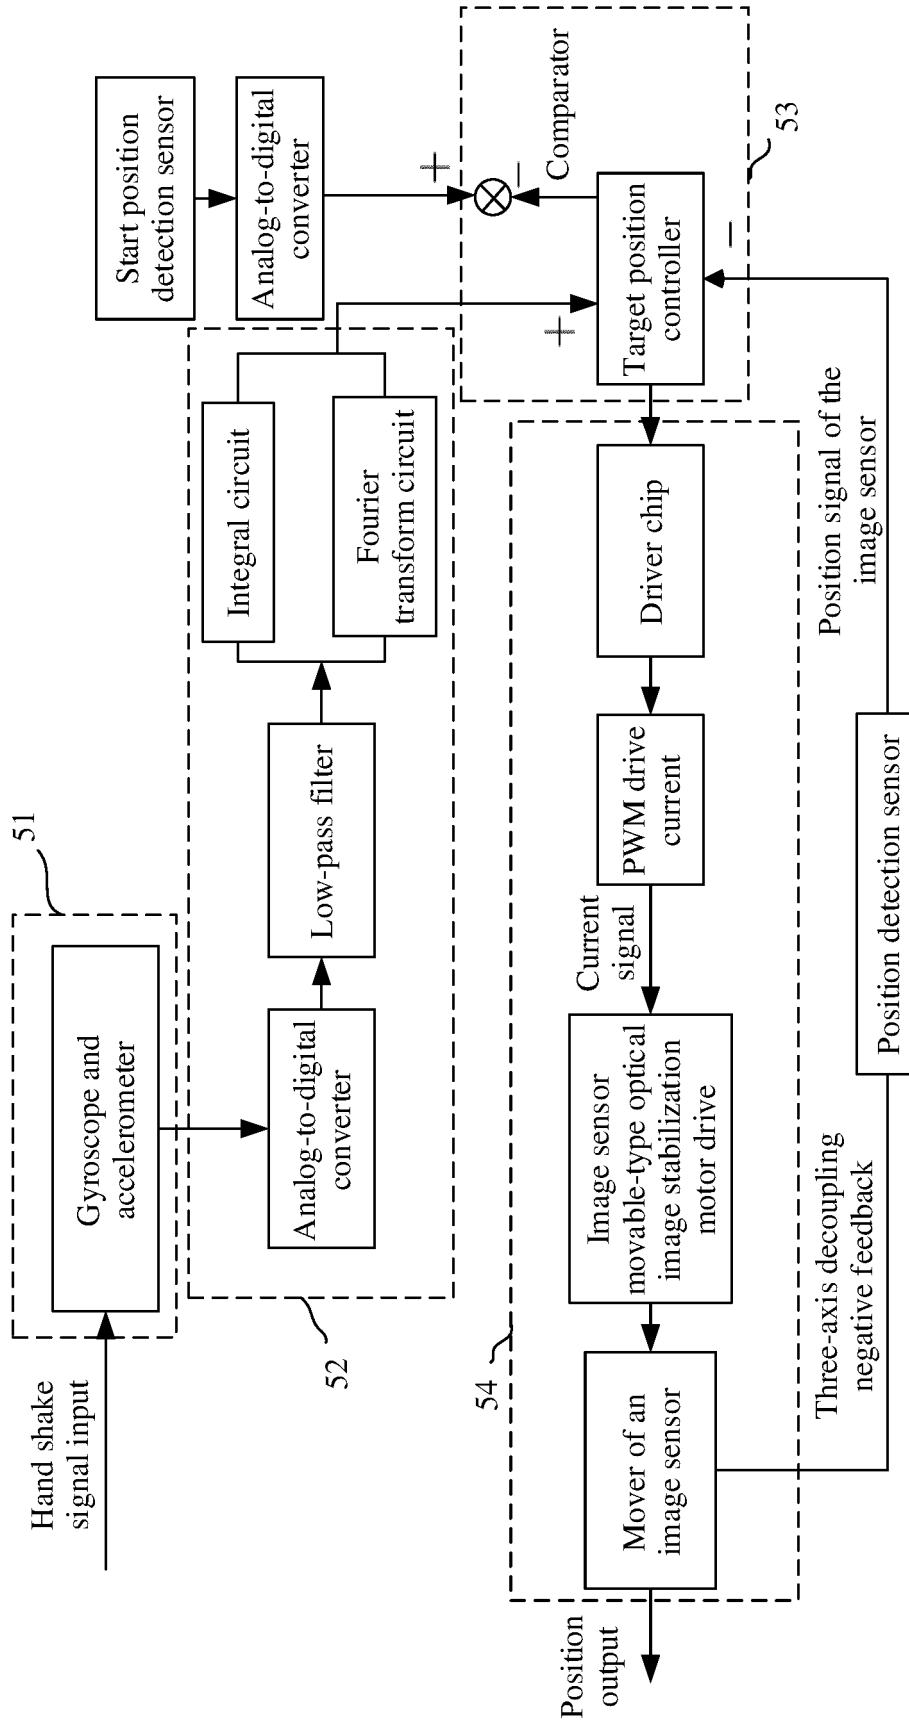 Hand shake
signal input
51
Gyroscope and
accelerometer
52
Analog-to-digital
converter
Low-pass filter
Integral circuit
Fourier
transform circuit
Start position
detection sensor
Analog-to-digital
converter
+
-
Comparator
53
+
Target position
controller
-
54
Driver chip
PWM drive
current
Current
signal
Image sensor
movable-type optical
image stabilization
motor drive
Mover of an
image sensor
Position
output
Three-axis decoupling
negative feedback
Position detection sensor
Position signal of the
image sensor